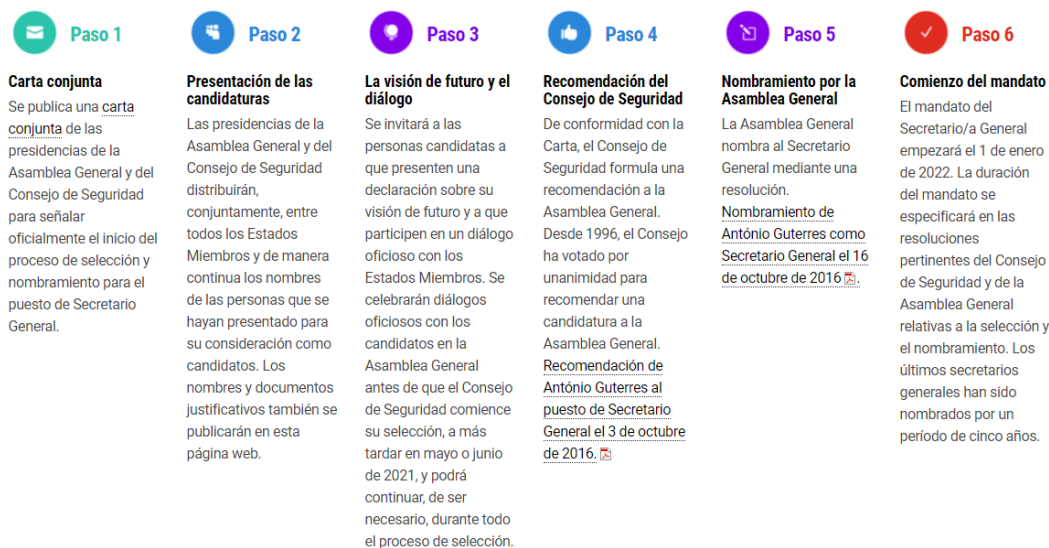 Paso 1
Carta conjunta
Se publica una carta
conjunta de las
presidencias de la
Asamblea General y del
Consejo de Seguridad
para señalar
oficialmente el inicio del
proceso de selección y
nombramiento para el
puesto de Secretario
General.
Paso 2
Presentación de las
candidaturas
Las presidencias de la
Asamblea General y del
Consejo de Seguridad
distribuirán,
conjuntamente, entre
todos los Estados
Miembros y de manera
continua los nombres
de las personas que se
hayan presentado para
su consideración como
candidatos. Los
nombres y documentos
justificativos también se
publicarán en esta
página web.
Paso 3
La visión de futuro y el
diálogo
Se invitará a las
personas candidatas a
que presenten una
declaración sobre su
visión de futuro y a que
participen en un diálogo
oficioso con los
Estados Miembros. Se
celebrarán diálogos
oficiosos con los
candidatos en la
Asamblea General
antes de que el Consejo
de Seguridad comience
su selección, a más
tardar en mayo o junio
de 2021, y podrá
continuar, de ser
necesario, durante todo
el proceso de selección.
Paso 4
Recomendación del
Consejo de Seguridad
De conformidad con la
Carta, el Consejo de
Seguridad formula una
recomendación a la
Asamblea General.
Desde 1996, el Consejo
ha votado por
unanimidad para
recomendar una
candidatura a la
Asamblea General.
Recomendación de
António Guterres al
puesto de Secretario
General el 3 de octubre
de 2016.
Paso 5
Nombramiento por la
Asamblea General
La Asamblea General
nombra al Secretario
General mediante una
resolución.
Nombramiento de
António Guterres como
Secretario General el 16
de octubre de 2016.
Paso 6
Comienzo del mandato
El mandato del
Secretario/a General
empezará el 1 de enero
de 2022. La duración
del mandato se
especificará en las
resoluciones
pertinentes del Consejo
de Seguridad y de la
Asamblea General
relativas a la selección y
el nombramiento. Los
últimos secretarios
generales han sido
nombrados por un
período de cinco años.